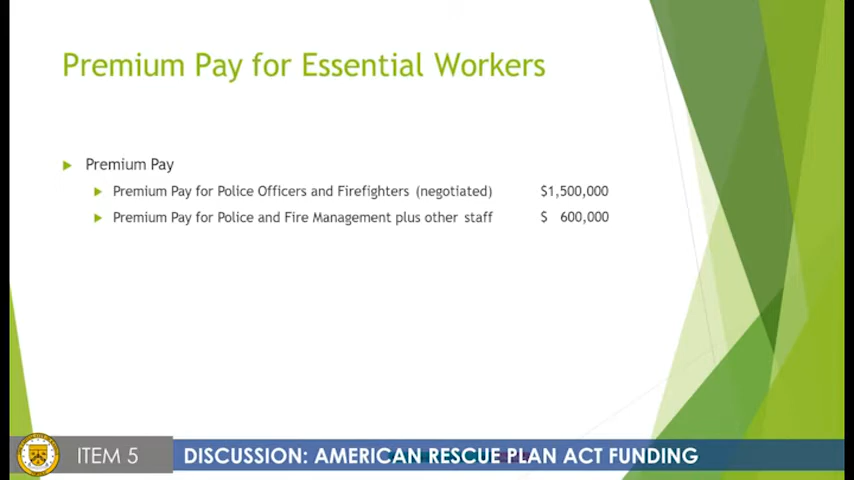 Premium Pay for Essential Workers
Premium Pay
Premium Pay for Police Officers and Firefighters (negotiated) $1,500,000
Premium Pay for Police and Fire Management plus other staff $ 600,000
ITEM 5 DISCUSSION: AMERICAN RESCUE PLAN ACT FUNDING